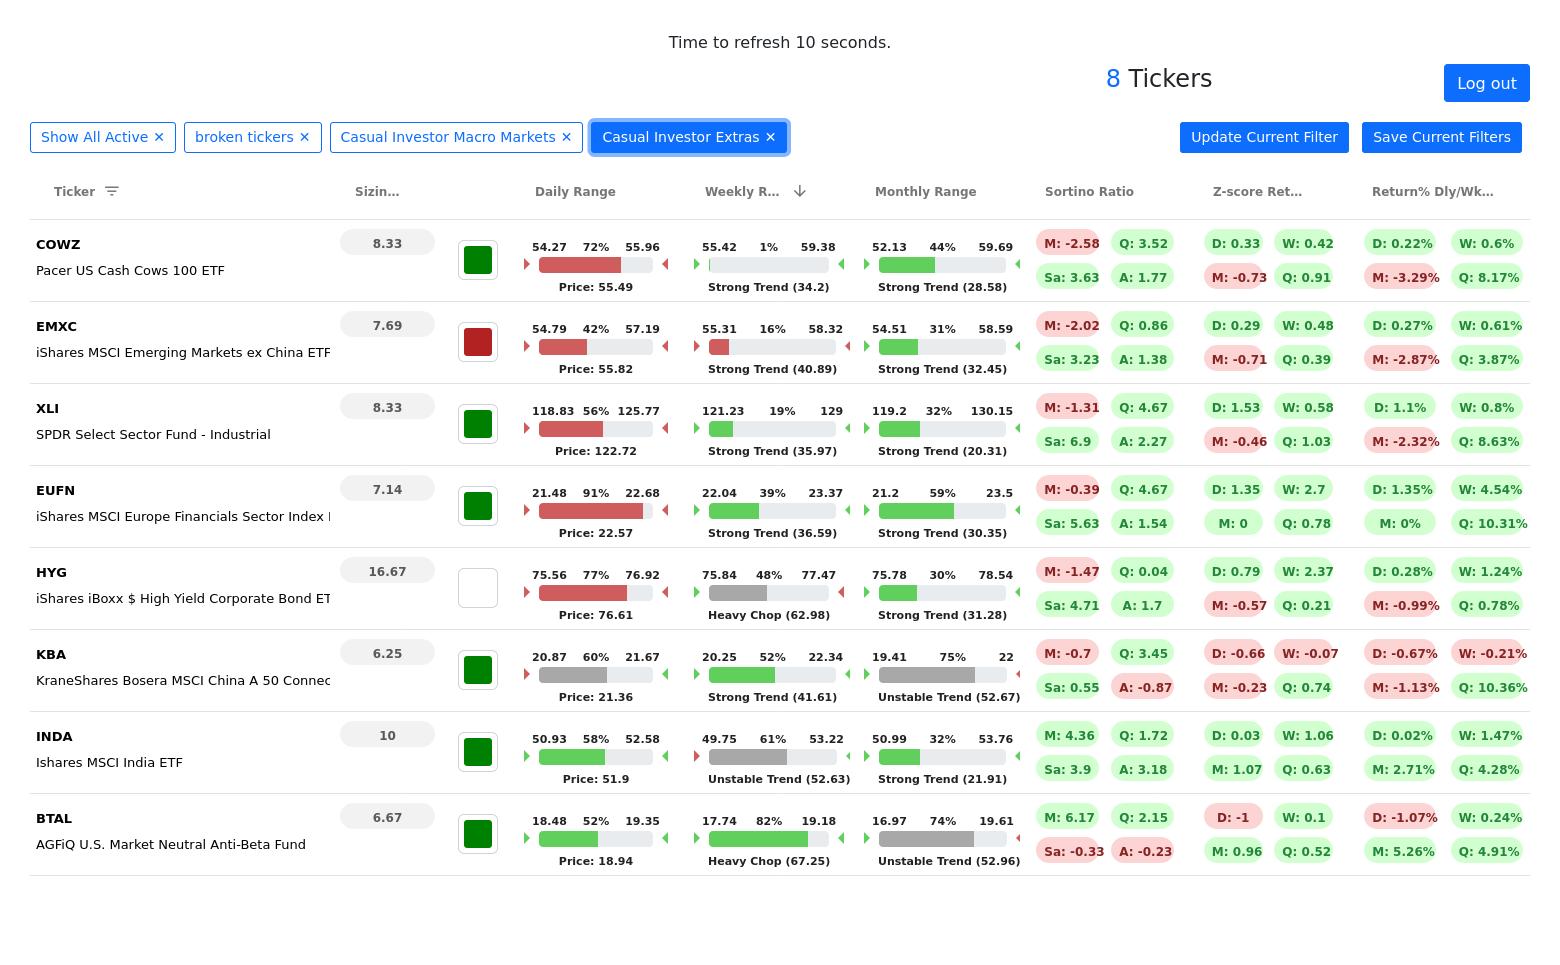 Time to refresh 10 seconds.
8 Tickers
Log out
Show All Active ✕ broken tickers ✕ Casual Investor Macro Markets ✕ Casual Investor Extras ✕ Update Current Filter Save Current Filters
Ticker Sizin... Daily Range Weekly R... Monthly Range Sortino Ratio Z-score Ret... Return% Dly/Wk...
COWZ 8.33 54.27 72% 55.96 55.42 1% 59.38 52.13 44% 59.69 M: -2.58 Q: 3.52 D: 0.33 W: 0.42 D: 0.22% W: 0.6%
Pacer US Cash Cows 100 ETF Price: 55.49 Strong Trend (34.2) Strong Trend (28.58) Sa: 3.63 A: 1.77 M: -0.73 Q: 0.91 M: -3.29% Q: 8.17%
EMXC 7.69 54.79 42% 57.19 55.31 16% 58.32 54.51 31% 58.59 M: -2.02 Q: 0.86 D: 0.29 W: 0.48 D: 0.27% W: 0.61%
iShares MSCI Emerging Markets ex China ETF Price: 55.82 Strong Trend (40.89) Strong Trend (32.45) Sa: 3.23 A: 1.38 M: -0.71 Q: 0.39 M: -2.87% Q: 3.87%
XLI 8.33 118.83 56% 125.77 121.23 19% 129 119.2 32% 130.15 M: -1.31 Q: 4.67 D: 1.53 W: 0.58 D: 1.1% W: 0.8%
SPDR Select Sector Fund - Industrial Price: 122.72 Strong Trend (35.97) Strong Trend (20.31) Sa: 6.9 A: 2.27 M: -0.46 Q: 1.03 M: -2.32% Q: 8.63%
EUFN 7.14 21.48 91% 22.68 22.04 39% 23.37 21.2 59% 23.5 M: -0.39 Q: 4.67 D: 1.35 W: 2.7 D: 1.35% W: 4.54%
iShares MSCI Europe Financials Sector Index Price: 22.57 Strong Trend (36.59) Strong Trend (30.35) Sa: 5.63 A: 1.54 M: 0 Q: 0.78 M: 0% Q: 10.31%
HYG 16.67 75.56 77% 76.92 75.84 48% 77.47 75.78 30% 78.54 M: -1.47 Q: 0.04 D: 0.79 W: 2.37 D: 0.28% W: 1.24%
iShares iBoxx $ High Yield Corporate Bond ET Price: 76.61 Heavy Chop (62.98) Strong Trend (31.28) Sa: 4.71 A: 1.7 M: -0.57 Q: 0.21 M: -0.99% Q: 0.78%
KBA 6.25 20.87 60% 21.67 20.25 52% 22.34 19.41 75% 22 M: -0.7 Q: 3.45 D: -0.66 W: -0.07 D: -0.67% W: -0.21%
KraneShares Bosera MSCI China A 50 Connec Price: 21.36 Strong Trend (41.61) Unstable Trend (52.67) Sa: 0.55 A: -0.87 M: -0.23 Q: 0.74 M: -1.13% Q: 10.36%
INDA 10 50.93 58% 52.58 49.75 61% 53.22 50.99 32% 53.76 M: 4.36 Q: 1.72 D: 0.03 W: 1.06 D: 0.02% W: 1.47%
Ishares MSCI India ETF Price: 51.9 Unstable Trend (52.63) Strong Trend (21.91) Sa: 3.9 A: 3.18 M: 1.07 Q: 0.63 M: 2.71% Q: 4.28%
BTAL 6.67 18.48 52% 19.35 17.74 82% 19.18 16.97 74% 19.61 M: 6.17 Q: 2.15 D: -1 W: 0.1 D: -1.07% W: 0.24%
AGFiQ U.S. Market Neutral Anti-Beta Fund Price: 18.94 Heavy Chop (67.25) Unstable Trend (52.96) Sa: -0.33 A: -0.23 M: 0.96 Q: 0.52 M: 5.26% Q: 4.91%